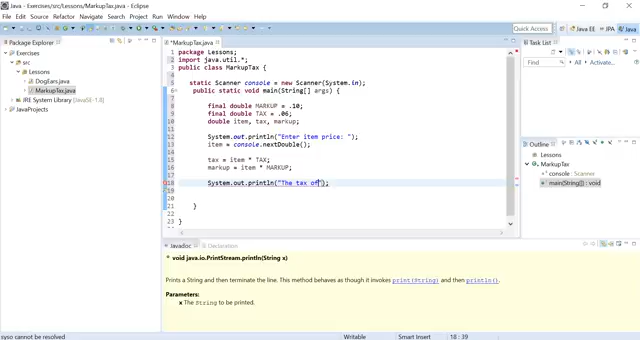 Java - Exercises/src/Lessons/MarkupTax.java - Eclipse
File Edit Source Refactor Navigate Search Project Run Window Help
Quick Access
Java EE
JPA
Java
Package Explorer
Exercises
src
Lessons
DogEars.java
MarkupTax.java
JRE System Library [JavaSE-1.8]
JavaProjects
*MarkupTax.java
1 package Lessons;
2 import java.util.*;
3 public class MarkupTax {
4
5 static Scanner console = new Scanner(System.in);
6 public static void main(String[] args) {
7
8 final double MARKUP = .10;
9 final double TAX = .06;
10 double item, tax, markup;
11
12 System.out.println("Enter item price: ");
13 item = console.nextDouble();
14
15 tax = item * TAX;
16 markup = item * MARKUP;
17
18 System.out.println("The tax of");
19
20
21 }
22 }
23
Task List
Find
All
Activate...
Outline
Lessons
MarkupTax
console : Scanner
main(String[]) : void
Javadoc
Declaration
void java.io.PrintStream.println(String x)
Prints a String and then terminate the line. This method behaves as though it invokes print(String) and then println().
Parameters:
x The String to be printed.
syso cannot be resolved
Writable
Smart Insert
18 : 39